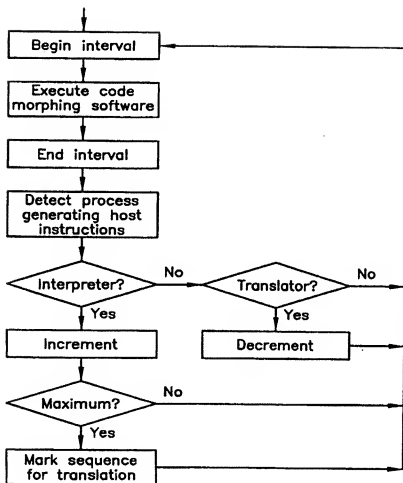 Begin interval
Execute code
morphing software
End interval
Detect process
generating host
instructions
Interpreter?
No
Translator?
No
Yes
Yes
Increment
Decrement
Maximum?
No
Yes
Mark sequence
for translation